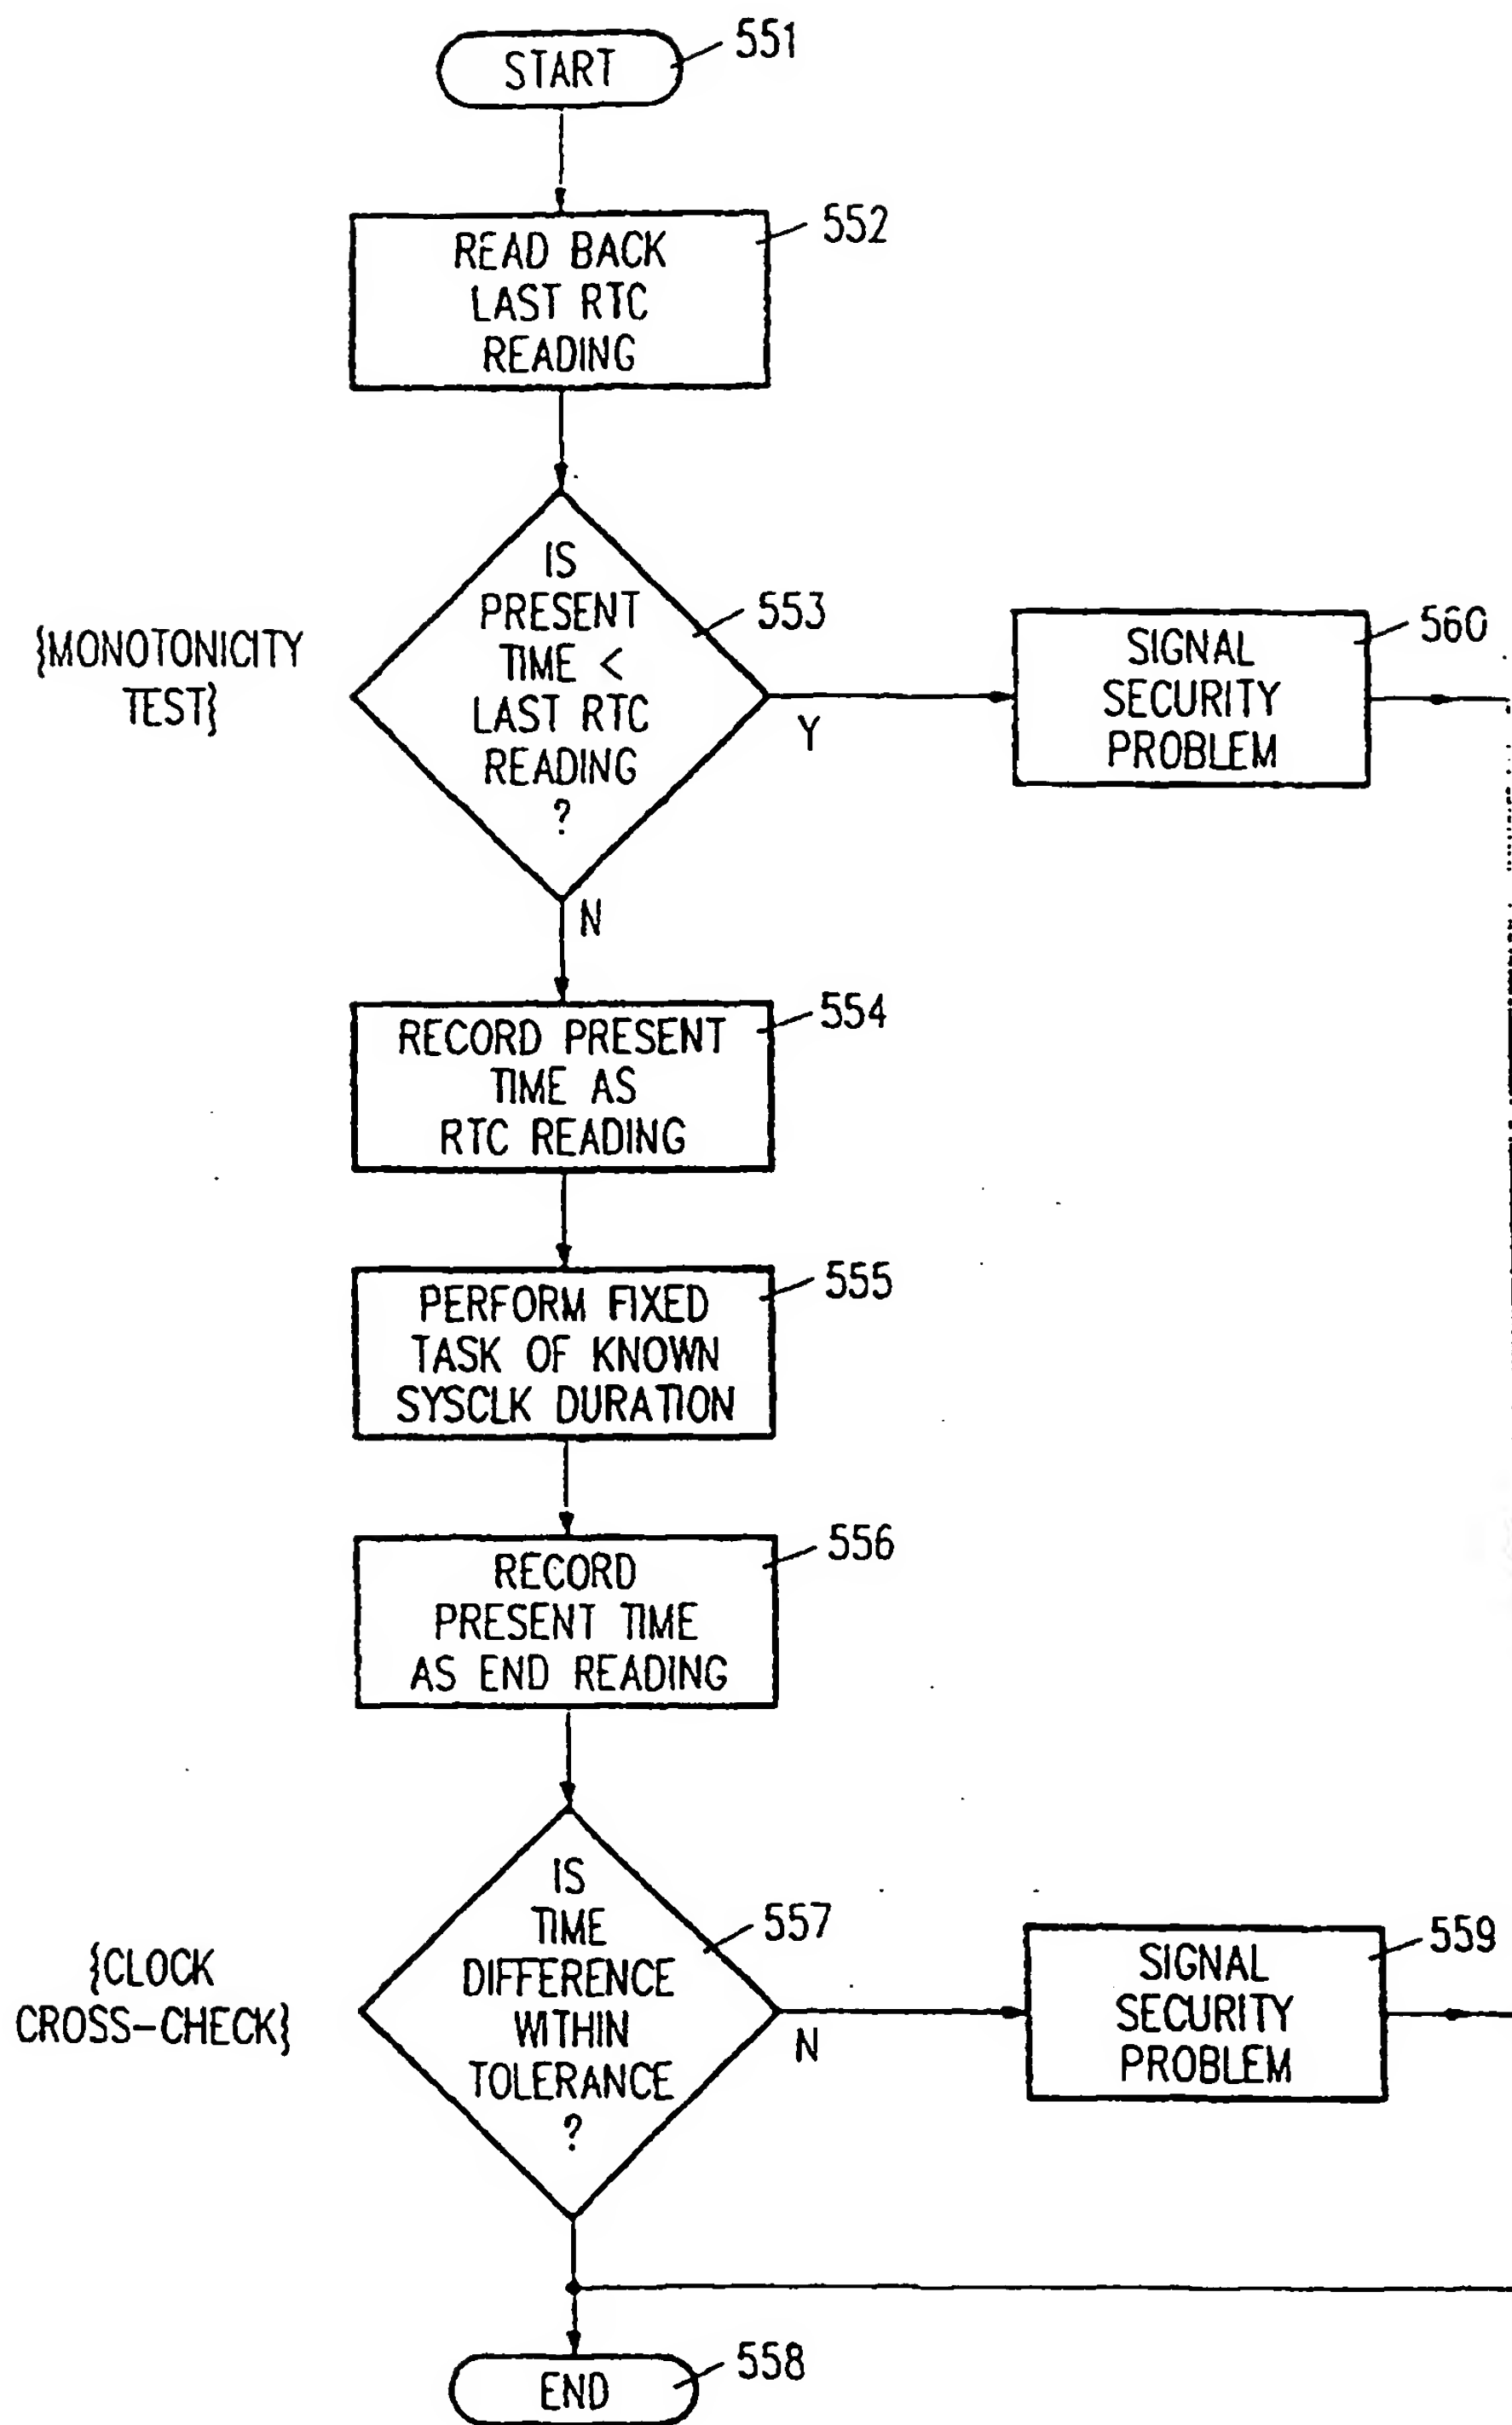 START
551
READ BACK
LAST RTC
READING
552
IS
PRESENT
TIME <
LAST RTC
READING
?
553
{MONOTONICITY
TEST}
Y
SIGNAL
SECURITY
PROBLEM
560
N
RECORD PRESENT
TIME AS
RTC READING
554
PERFORM FIXED
TASK OF KNOWN
SYSCLK DURATION
555
RECORD
PRESENT TIME
AS END READING
556
IS
TIME
DIFFERENCE
WITHIN
TOLERANCE
?
557
{CLOCK
CROSS-CHECK}
N
SIGNAL
SECURITY
PROBLEM
559
END
558